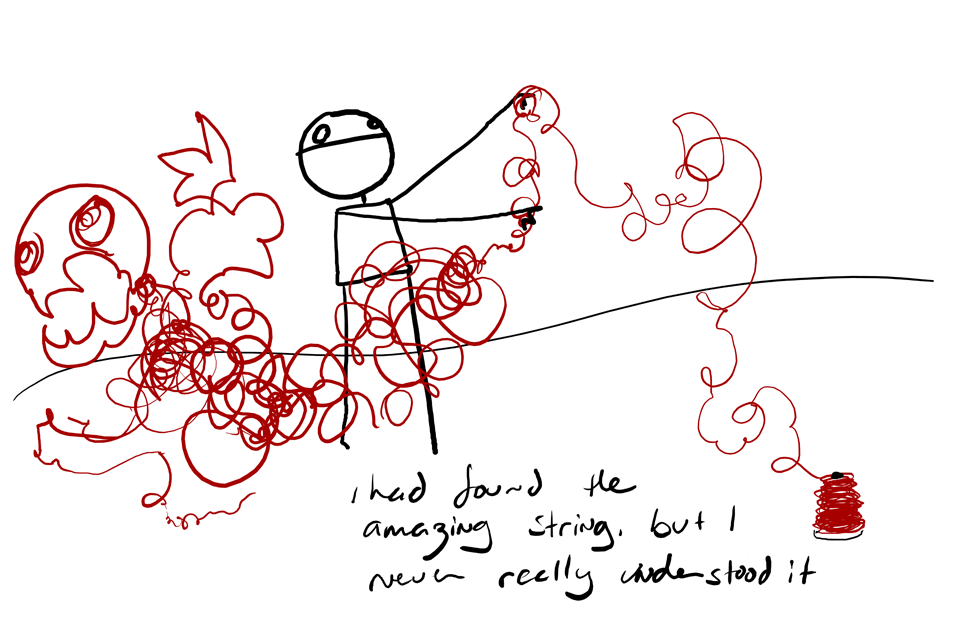 i had found the
amazing string. but I
never really understood it